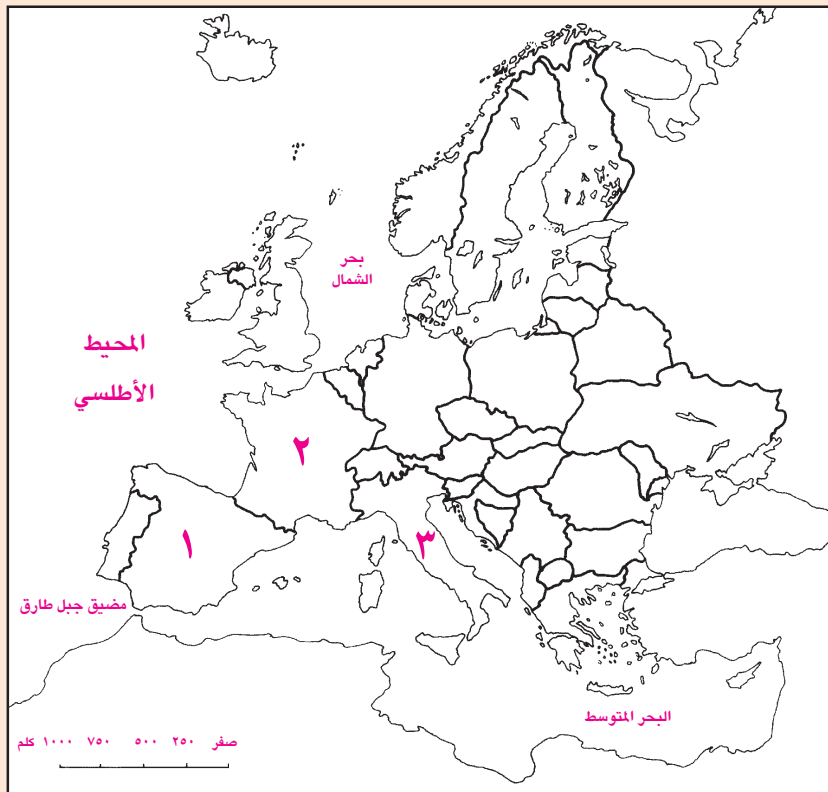 بحر
الشمال
المحيط
الأطلسي
٢
١
٣
مضيق جبل طارق
البحر المتوسط
صفر ٢٥٠ ٥٠٠ ٧٥٠ ١٠٠٠ كلم